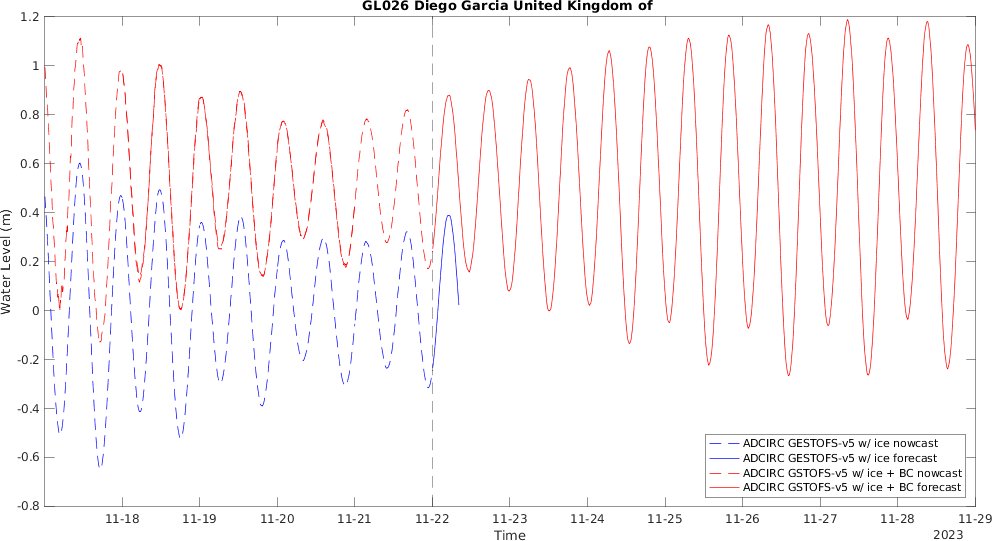 GL026 Diego Garcia United Kingdom of
1.2
1
0.8
0.6
0.4
0.2
0
-0.2
-0.4
-0.6
-0.8
Water Level (m)
ADCIRC GESTOFS-v5 w/ ice nowcast
ADCIRC GESTOFS-v5 w/ ice forecast
ADCIRC GSTOFS-v5 w/ ice + BC nowcast
ADCIRC GSTOFS-v5 w/ ice + BC forecast
11-18 11-19 11-20 11-21 11-22 11-23 11-24 11-25 11-26 11-27 11-28 11-29
Time
2023